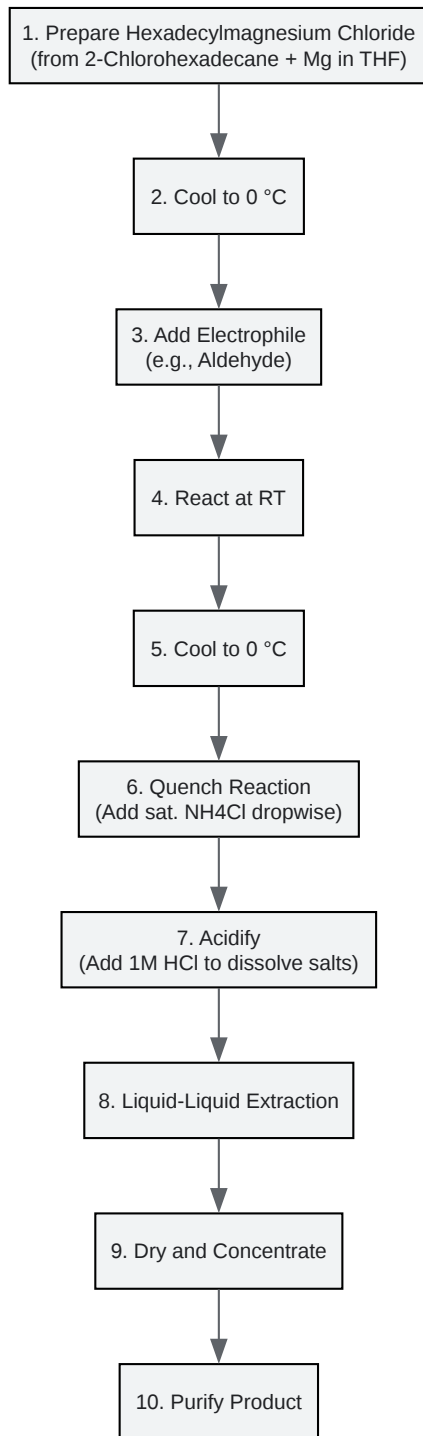 1. Prepare Hexadecylmagnesium Chloride
(from 2-Chlorohexadecane + Mg in THF)
2. Cool to 0 °C
3. Add Electrophile
(e.g., Aldehyde)
4. React at RT
5. Cool to 0 °C
6. Quench Reaction
(Add sat. NH4Cl dropwise)
7. Acidify
(Add 1M HCl to dissolve salts)
8. Liquid-Liquid Extraction
9. Dry and Concentrate
10. Purify Product